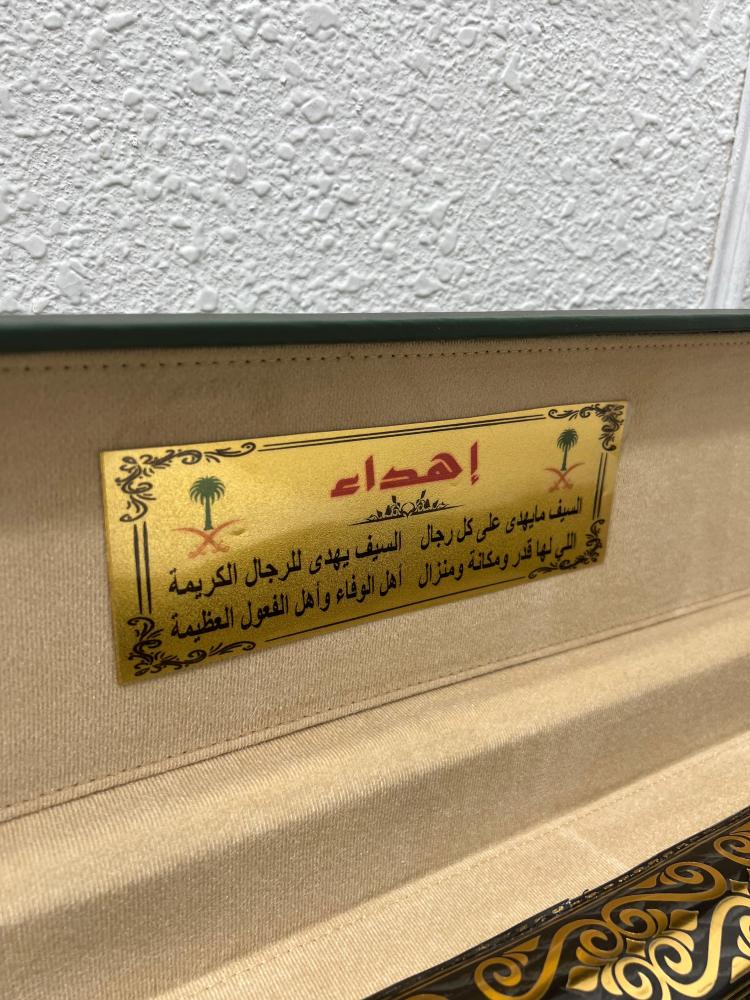 إهداء
السيف مايهدى على كل رجال السيف يهدى للرجال الكريمة
اللي لها قدر ومكانة ومنزال أهل الوفاء وأهل الفعول العظيمة